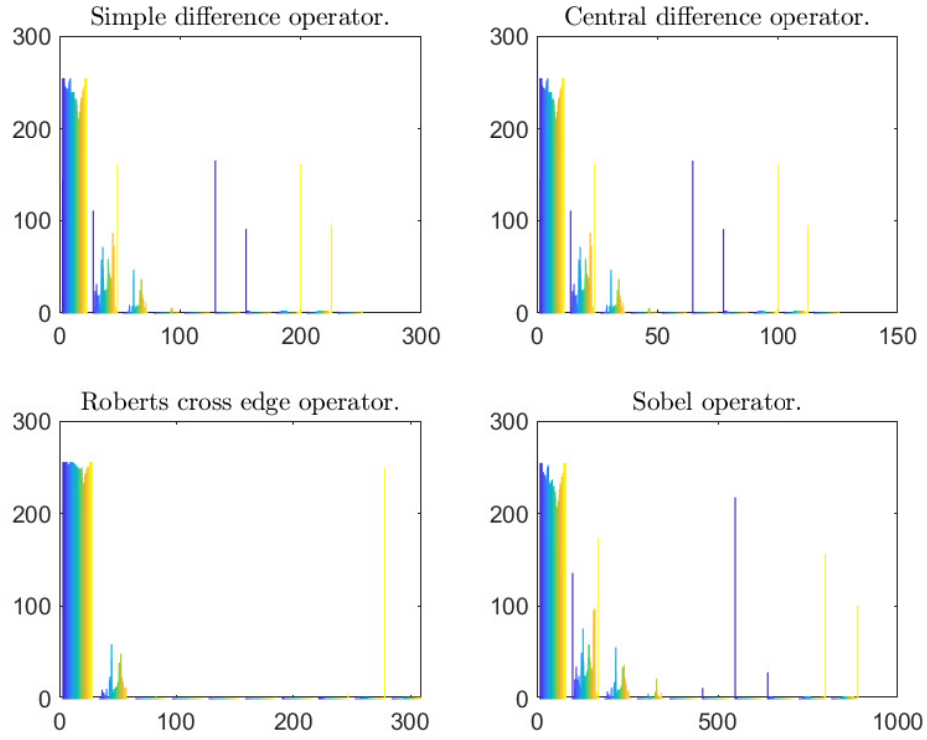 Simple difference operator.
300
200
100
0
0 100 200 300
Central difference operator.
300
200
100
0
0 50 100 150
Roberts cross edge operator.
300
200
100
0
0 100 200 300
Sobel operator.
300
200
100
0
0 500 1000